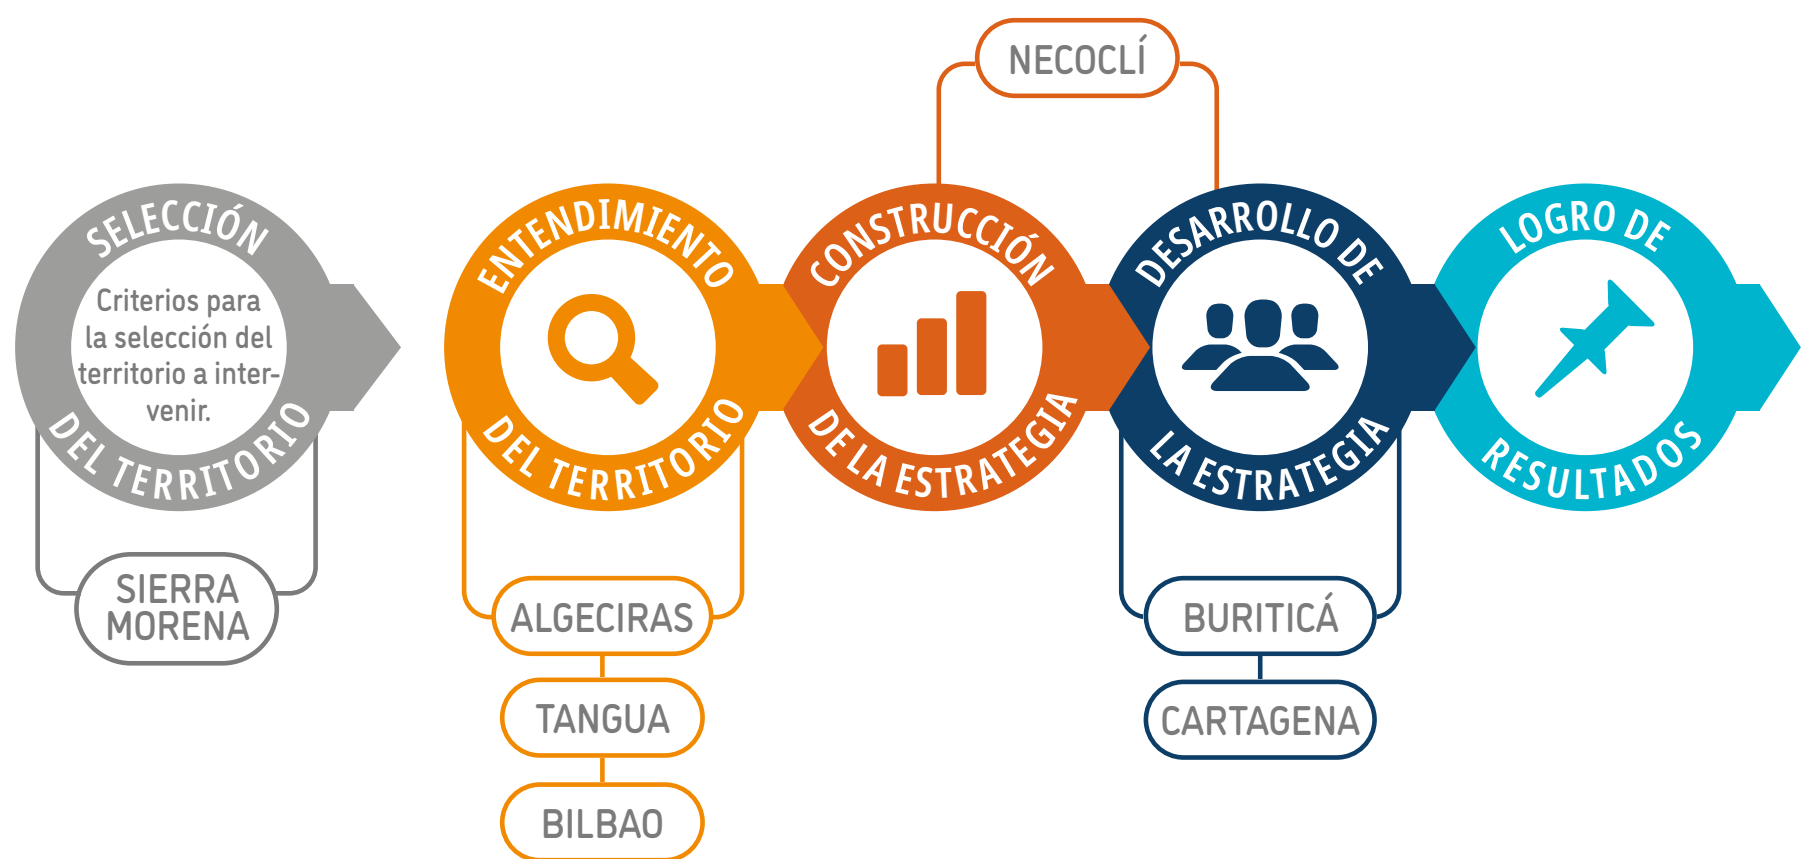 NECOCLÍ
SELECCIÓN
DEL TERRITORIO
Criterios para
la selección del
territorio a inter-
venir.
SIERRA
MORENA
ENTENDIMIENTO
DEL TERRITORIO
ALGECIRAS
TANGUA
BILBAO
CONSTRUCCIÓN
DE LA ESTRATEGIA
DESARROLLO DE
LA ESTRATEGIA
BURITICÁ
CARTAGENA
LOGRO DE
RESULTADOS